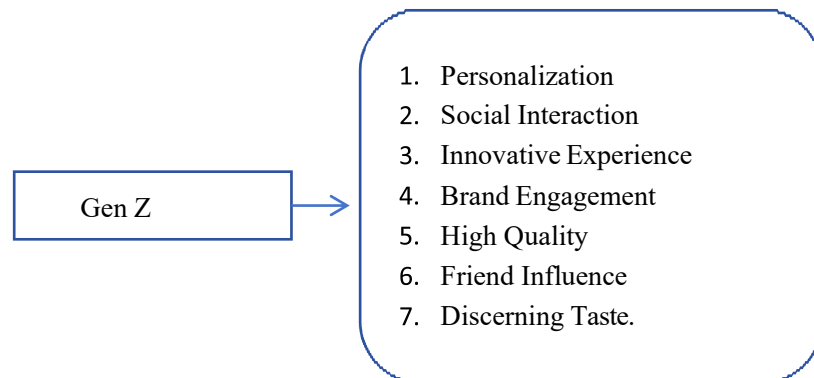 Gen Z
1. Personalization
2. Social Interaction
3. Innovative Experience
4. Brand Engagement
5. High Quality
6. Friend Influence
7. Discerning Taste.